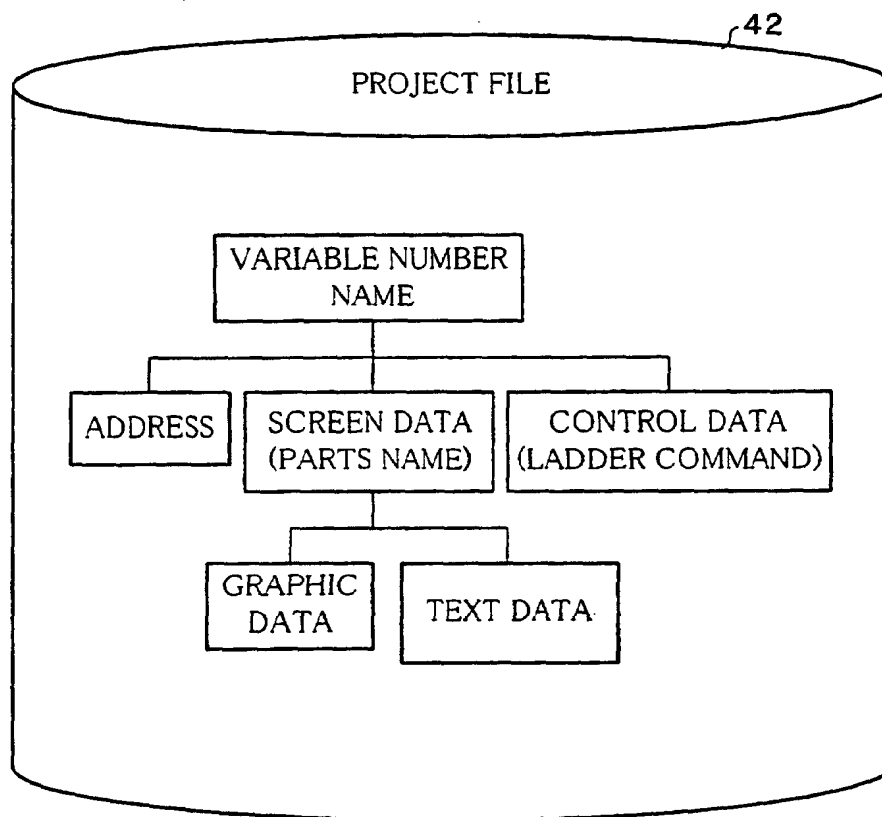 42
PROJECT FILE
VARIABLE NUMBER
NAME
ADDRESS
SCREEN DATA
(PARTS NAME)
CONTROL DATA
(LADDER COMMAND)
GRAPHIC
DATA
TEXT DATA